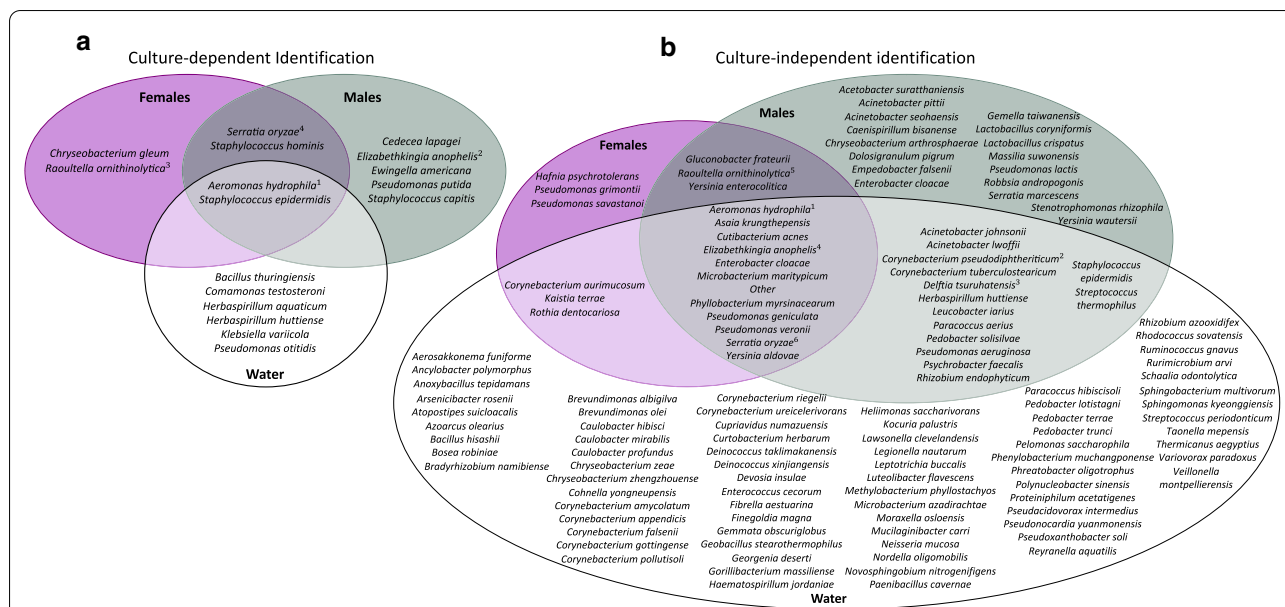 a
Culture-dependent Identification
Females
Males
Serratia oryzae4
Staphylococcus hominis
Chryseobacterium gleum
Raoultella ornithinolytica3
Cedecea lapagei
Elizabethkingia anophelis2
Ewingella americana
Pseudomonas putida
Staphylococcus capitis
Aeromonas hydrophila1
Staphylococcus epidermidis
Bacillus thuringiensis
Comamonas testosteroni
Herbaspirillum aquaticum
Herbaspirillum huttiense
Klebsiella variicola
Pseudomonas otitidis
Water
b
Culture-independent identification
Females
Males
Hafnia psychrotolerans
Pseudomonas grimontii
Pseudomonas savastanoi
Gluconobacter frateurii
Raoultella ornithinolytica5
Yersinia enterocolitica
Acetobacter suratthaniensis
Acinetobacter pittii
Acinetobacter seohaensis
Caenispirillum bisanense
Chryseobacterium arthrosphaerae
Dolosigranulum pigrum
Empedobacter falsenii
Enterobacter cloacae
Gemella taiwanensis
Lactobacillus coryniformis
Lactobacillus crispatus
Massilia suwonensis
Pseudomonas lactis
Robbsia andropogonis
Serratia marcescens
Stenotrophomonas rhizophila
Yersinia wautersii
Aeromonas hydrophila1
Asaia krungthepensis
Cutibacterium acnes
Elizabethkingia anophelis4
Enterobacter cloacae
Microbacterium maritypicum
Other
Phyllobacterium myrsinacearum
Pseudomonas geniculata
Pseudomonas veronii
Serratia oryzae6
Yersinia aldovae
Corynebacterium aurimucosum
Kaistia terrae
Rothia dentocariosa
Acinetobacter johnsonii
Acinetobacter lwoffii
Corynebacterium pseudodiphtheriticum2
Corynebacterium tuberculostearicum
Delftia tsuruhatensis3
Herbaspirillum huttiense
Leucobacter iarius
Paracoccus aerius
Pedobacter solisilvae
Pseudomonas aeruginosa
Psychrobacter faecalis
Rhizobium endophyticum
Staphylococcus
epidermis
Streptococcus
thermophilus
Aerosakkonema funiforme
Ancylobacter polymorphus
Anoxybacillus tepidamans
Arsenicibacter rosenii
Atopostipes suicloacalis
Azoarcus olearius
Bacillus hisashii
Bosea robiniae
Bradyrhizobium namibiense
Brevundimonas albigilva
Brevundimonas olei
Caulobacter hibisci
Caulobacter mirabilis
Caulobacter profundus
Chryseobacterium zeae
Chryseobacterium zhengzhouense
Cohnella yongneupensis
Corynebacterium amycolatum
Corynebacterium appendicis
Corynebacterium falsenii
Corynebacterium gottingense
Corynebacterium pollutisoli
Corynebacterium riegelii
Corynebacterium ureicelerivorans
Cupriavidus numazuensis
Curtobacterium herbarum
Deinococcus taklimakanensis
Deinococcus xinjiangensis
Devosia insulae
Enterococcus cecorum
Fibrella aestuarina
Finegoldia magna
Gemmata obscuriglobus
Geobacillus stearothermophilus
Georgenia deserti
Gorillibacterium massiliense
Haematospirillum jordaniae
Heliimonas saccharivorans
Kocuria palustris
Lawsonella clevelandensis
Legionella nautarum
Leptotrichia buccalis
Luteolibacter flavescens
Methylobacterium phyllostachyos
Microbacterium azadirachtae
Moraxella osloensis
Mucilaginibacter carri
Neisseria mucosa
Nordella oligomobilis
Novosphingobium nitrogenifigens
Paenibacillus cavernae
Paracoccus hibiscisoli
Pedobacter lotistagni
Pedobacter terrae
Pedobacter trunci
Pelomonas saccharophila
Phenylobacterium muchangponense
Phreatobacter oligotrophus
Polynucleobacter sinensis
Proteiniphilum acetatigenes
Pseudacidovorax intermedius
Pseudonocardia yuanmonensis
Pseudoxanthobacter soli
Reyranella aquatilis
Rhizobium azooxidifex
Rhodococcus sovatensis
Ruminococcus gnavus
Rurimicrobium arvi
Schaalia odontolytica
Sphingobacterium multivorum
Sphingomonas kyeonggiensis
Streptococcus periodonticum
Taonella mepensis
Thermicanus aegyptius
Variovorax paradoxus
Veillonella
montpellierensis
Water